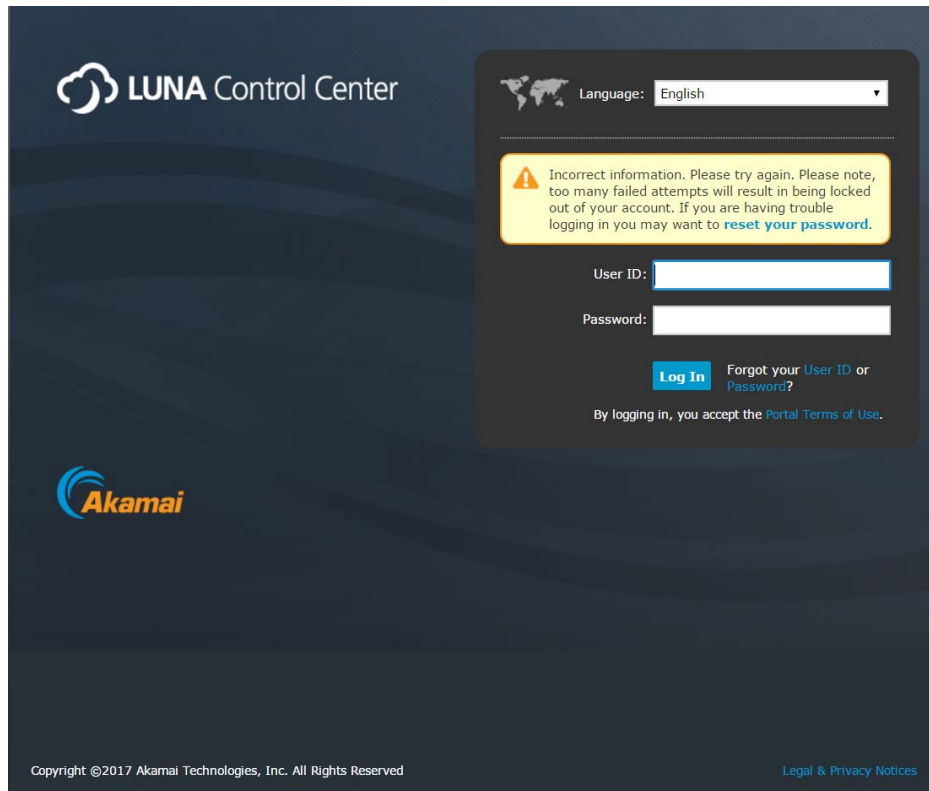 LUNA Control Center
Language: English
Incorrect information. Please try again. Please note,
too many failed attempts will result in being locked
out of your account. If you are having trouble
logging in you may want to reset your password.
User ID:
Password:
Log In
Forgot your User ID or
Password?
By logging in, you accept the Portal Terms of Use.
Akamai
Copyright ©2017 Akamai Technologies, Inc. All Rights Reserved
Legal & Privacy Notices